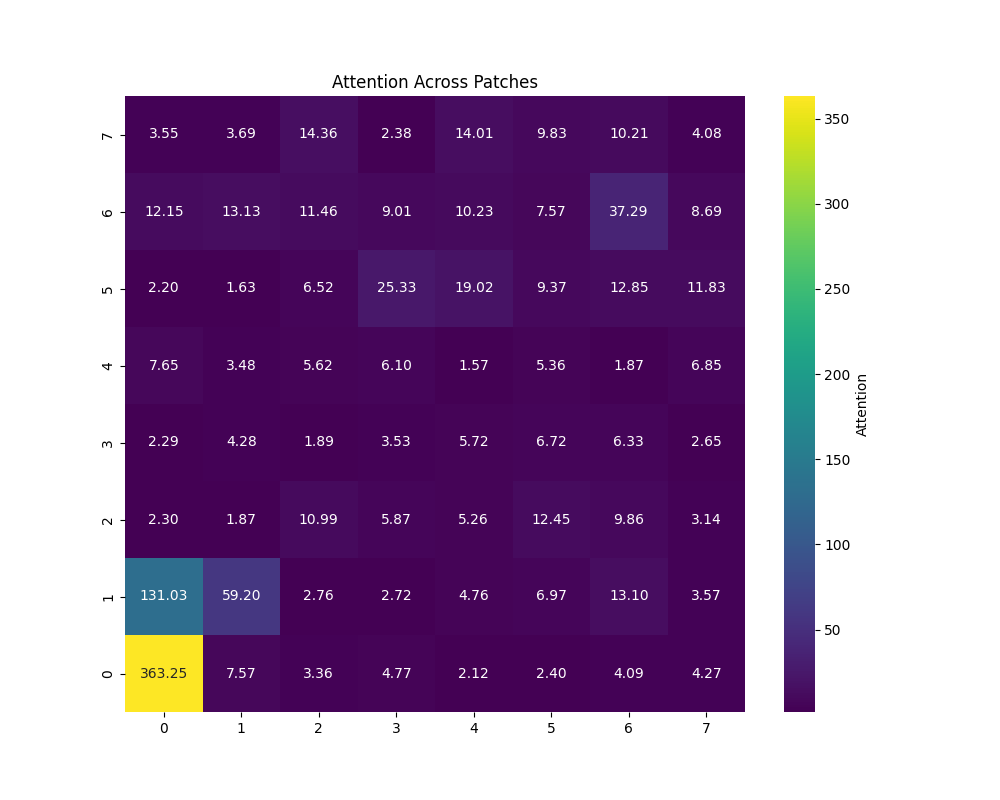 Attention Across Patches
7 3.55 3.69 14.36 2.38 14.01 9.83 10.21 4.08
6 12.15 13.13 11.46 9.01 10.23 7.57 37.29 8.69
5 2.20 1.63 6.52 25.33 19.02 9.37 12.85 11.83
4 7.65 3.48 5.62 6.10 1.57 5.36 1.87 6.85
3 2.29 4.28 1.89 3.53 5.72 6.72 6.33 2.65
2 2.30 1.87 10.99 5.87 5.26 12.45 9.86 3.14
1 131.03 59.20 2.76 2.72 4.76 6.97 13.10 3.57
0 363.25 7.57 3.36 4.77 2.12 2.40 4.09 4.27
0 1 2 3 4 5 6 7
350
300
250
200
150
100
50
Attention